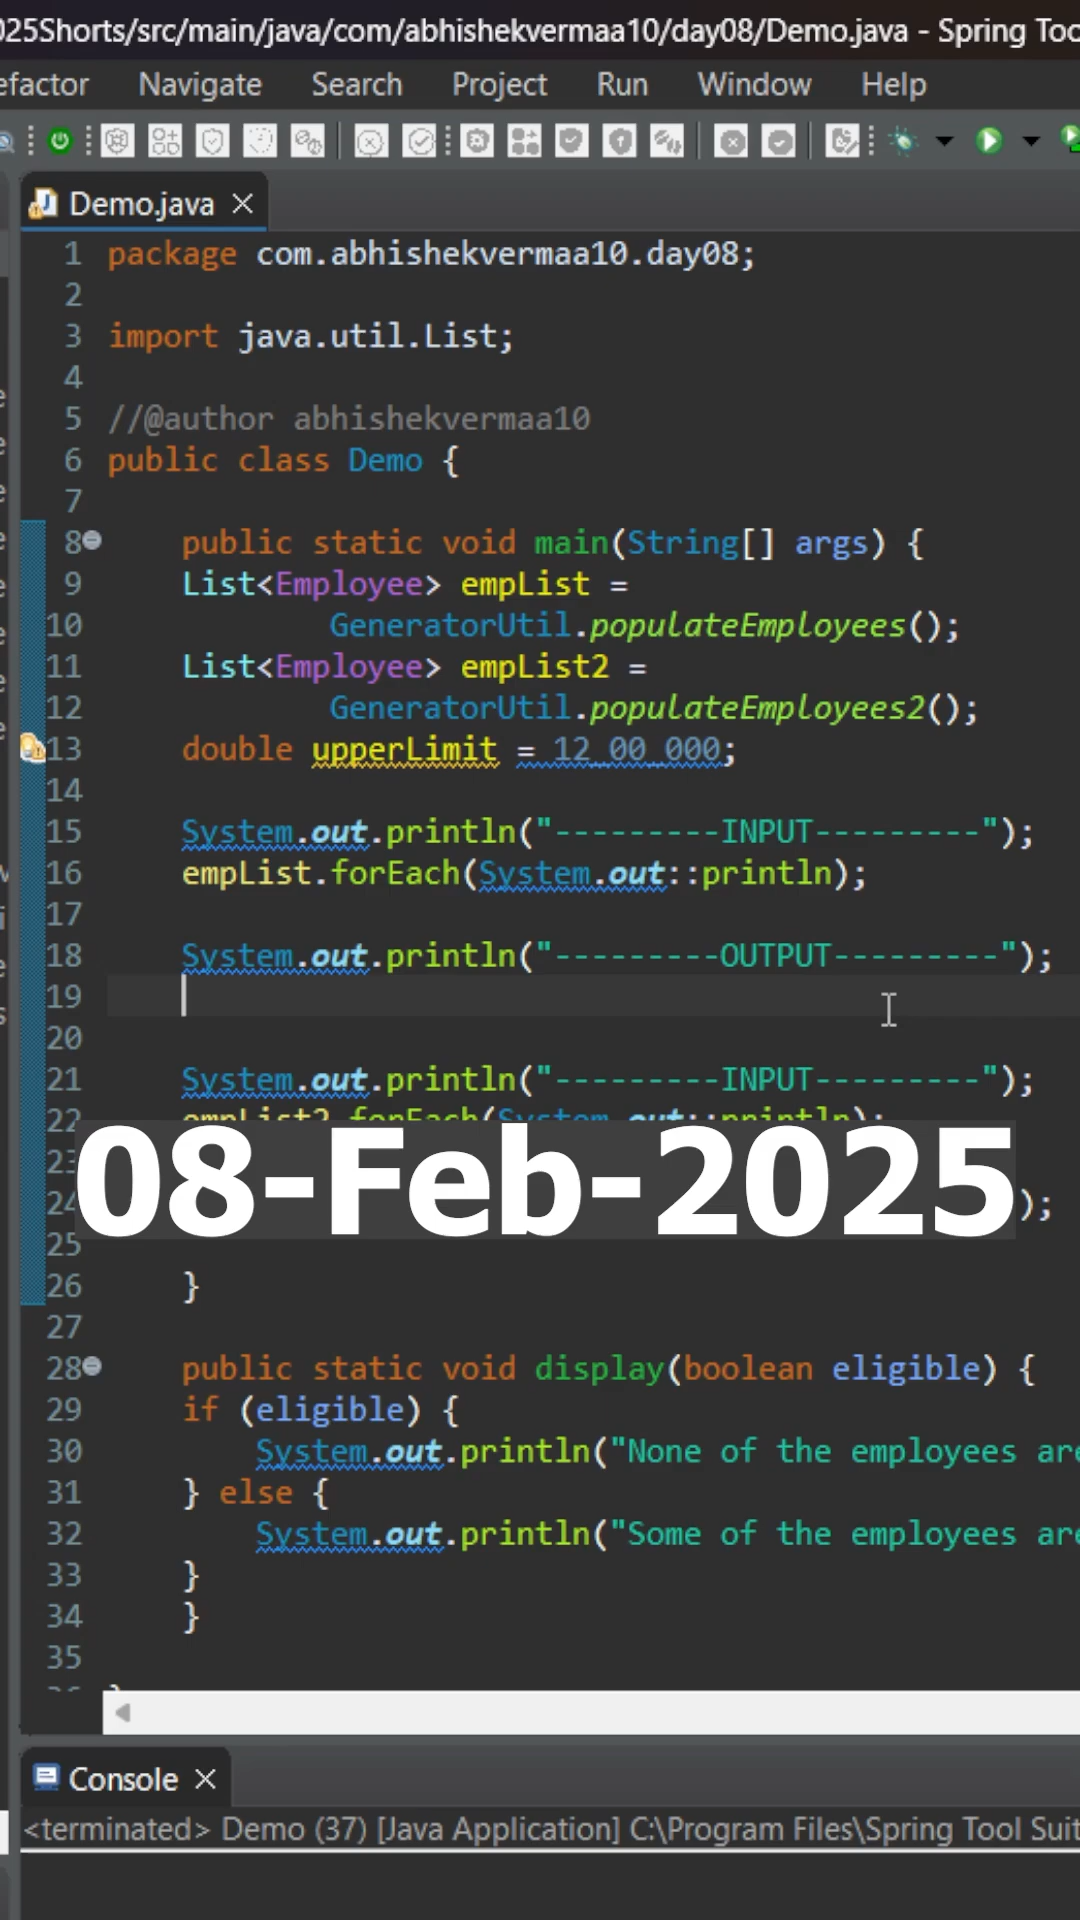 025Shorts/src/main/java/com/abhishekvermaa10/day08/Demo.java - Spring Too
efactor Navigate Search Project Run Window Help
Demo.java
1 package com.abhishekvermaa10.day08;
2
3 import java.util.List;
4
5 //@author abhishekvermaa10
6 public class Demo {
7
8 public static void main(String[] args) {
9 List<Employee> empList =
10 GeneratorUtil.populateEmployees();
11 List<Employee> empList2 =
12 GeneratorUtil.populateEmployees2();
13 double upperLimit = 12_00_000;
14
15 System.out.println("---------INPUT---------");
16 empList.forEach(System.out::println);
17
18 System.out.println("---------OUTPUT---------");
19
20
21 System.out.println("---------INPUT---------");
22 empList2.forEach(System.out::println);
23
08-Feb-2025
24 );
25
26 }
27
28 public static void display(boolean eligible) {
29 if (eligible) {
30 System.out.println("None of the employees are
31 } else {
32 System.out.println("Some of the employees are
33 }
34 }
35
Console
<terminated> Demo (37) [Java Application] C:\Program Files\Spring Tool Suit